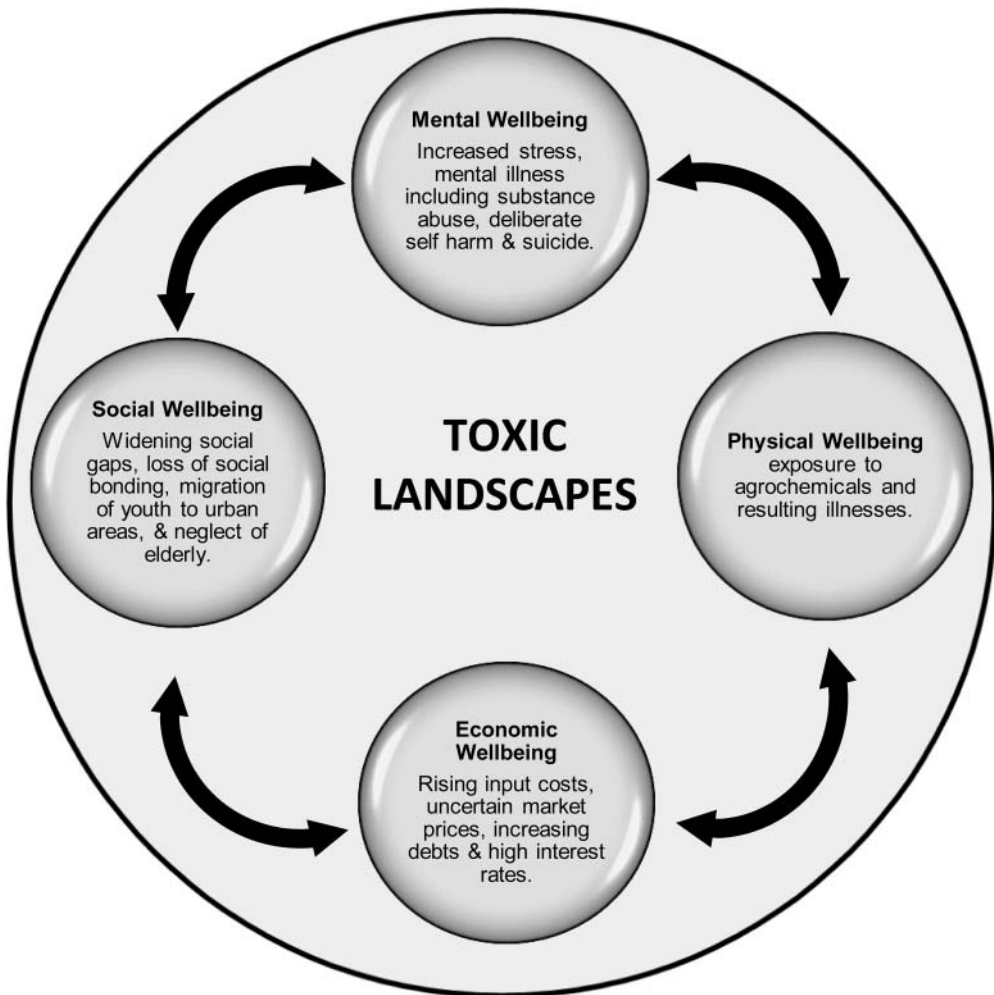 Mental Wellbeing
Increased stress,
mental illness
including substance
abuse, deliberate
self harm & suicide.
Social Wellbeing
Widening social
gaps, loss of social
bonding, migration
of youth to urban
areas, & neglect of
elderly.
TOXIC
LANDSCAPES
Physical Wellbeing
exposure to
agrochemicals and
resulting illnesses.
Economic
Wellbeing
Rising input costs,
uncertain market
prices, increasing
debts & high interest
rates.